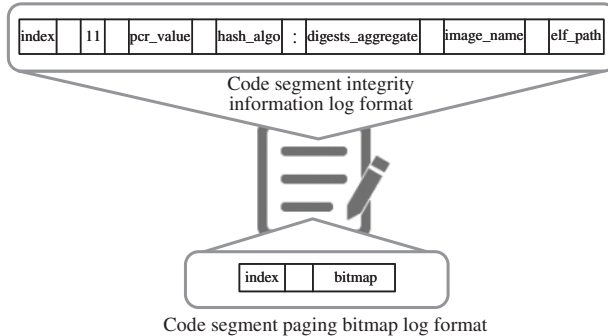 index 11 pcr_value hash_algo : digests_aggregate image_name elf_path
Code segment integrity
information log format
index bitmap
Code segment paging bitmap log format